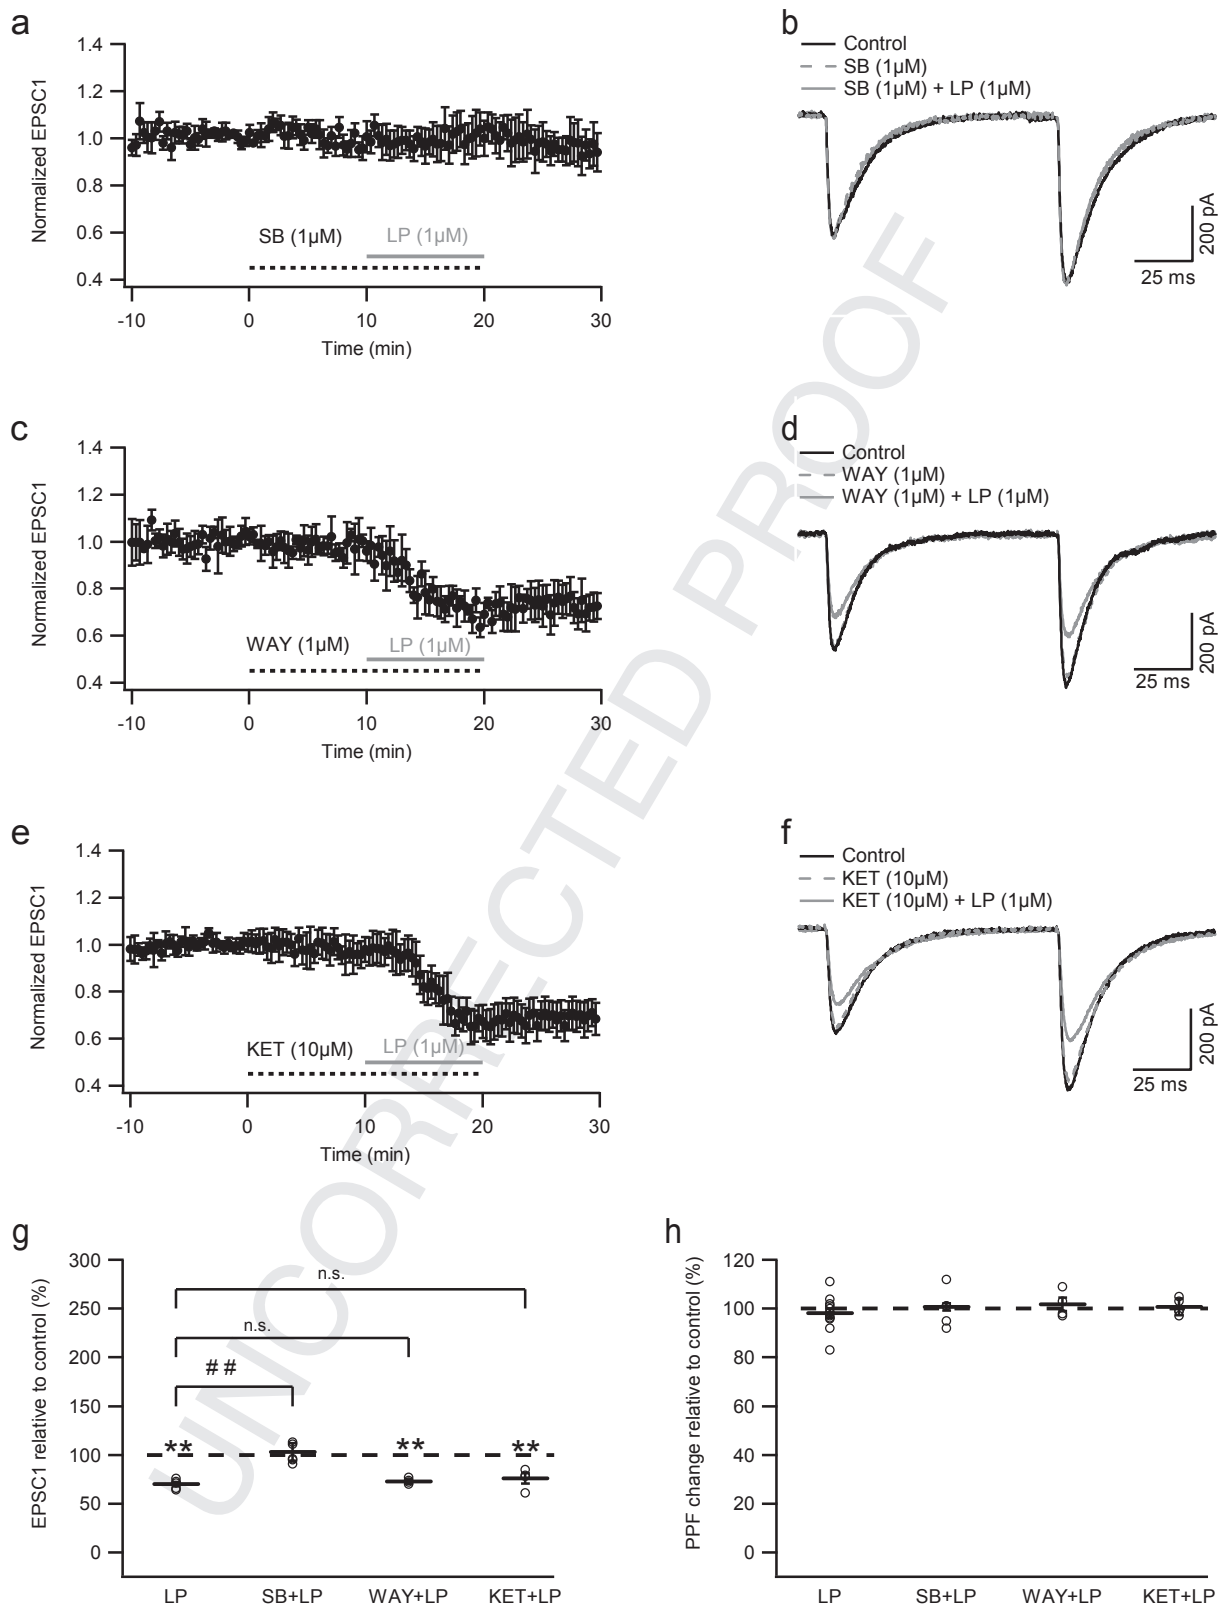 a
1.4
1.2
1.0
0.8
0.6
0.4
Normalized EPSC1
SB (1µM)
LP (1µM)
-10
0
10
20
30
Time (min)
b
Control
SB (1µM)
SB (1µM) + LP (1µM)
200 pA
25 ms
c
1.4
1.2
1.0
0.8
0.6
0.4
Normalized EPSC1
WAY (1µM)
LP (1µM)
-10
0
10
20
30
Time (min)
d
Control
WAY (1µM)
WAY (1µM) + LP (1µM)
200 pA
25 ms
e
1.4
1.2
1.0
0.8
0.6
0.4
Normalized EPSC1
KET (10µM)
LP (1µM)
-10
0
10
20
30
Time (min)
f
Control
KET (10µM)
KET (10µM) + LP (1µM)
200 pA
25 ms
g
300
250
200
150
100
50
0
EPSC1 relative to control (%)
n.s.
n.s.
##
**
**
**
LP
SB+LP
WAY+LP
KET+LP
h
120
100
80
60
40
20
0
PPF change relative to control (%)
LP
SB+LP
WAY+LP
KET+LP
UNCORRECTED PROOF